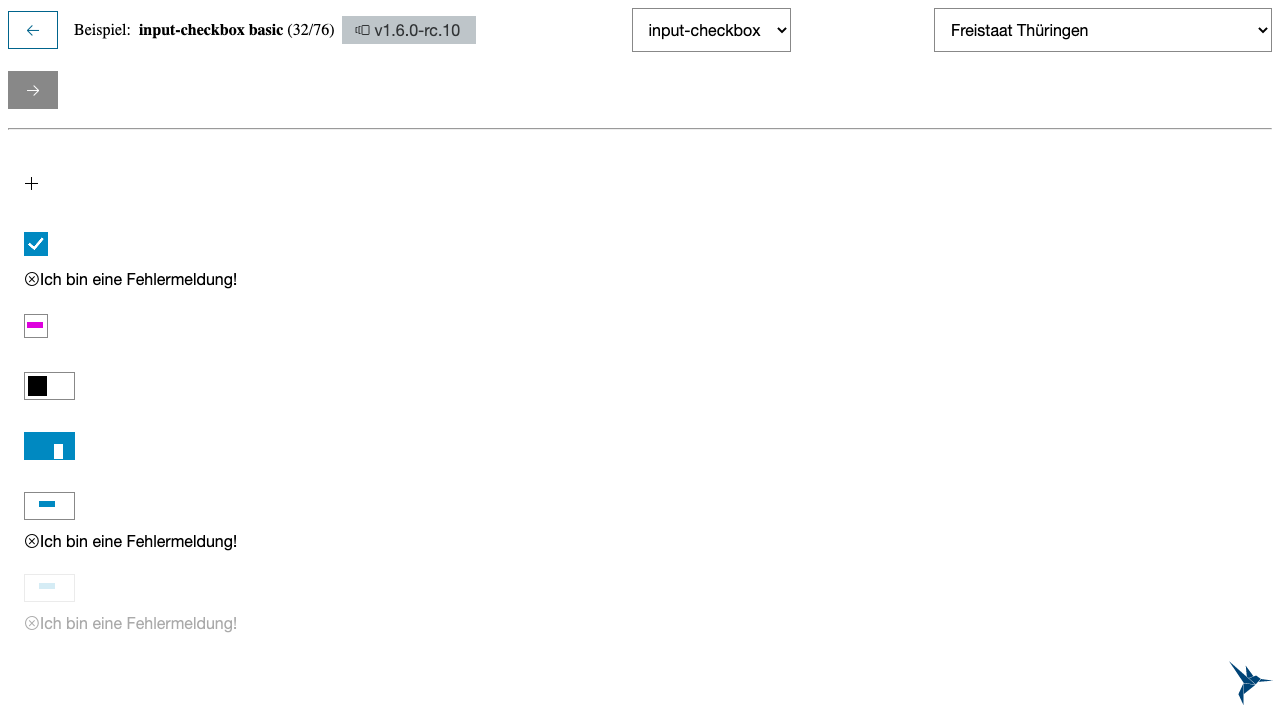 Beispiel: input-checkbox basic (32/76) v1.6.0-rc.10 input-checkbox Freistaat Thüringen
Ich bin eine Fehlermeldung!
Ich bin eine Fehlermeldung!
Ich bin eine Fehlermeldung!